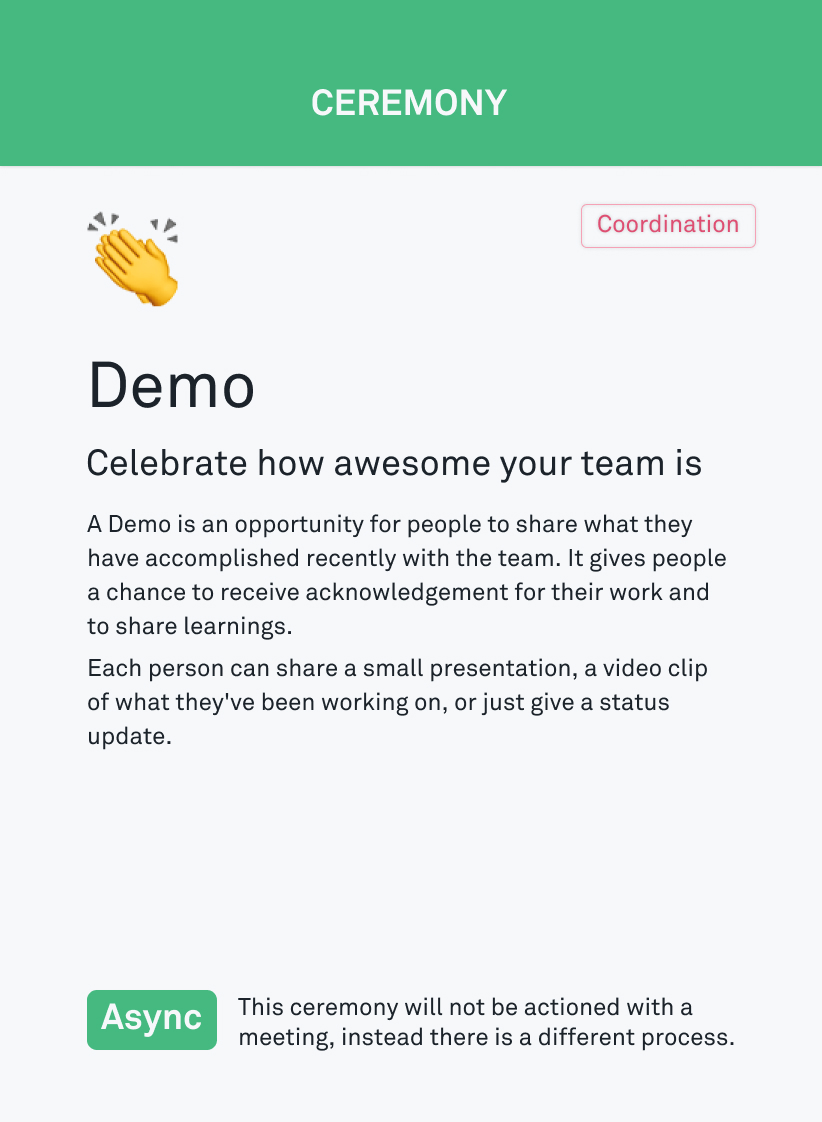 CEREMONY
Coordination
Demo
Celebrate how awesome your team is
A Demo is an opportunity for people to share what they
have accomplished recently with the team. It gives people
a chance to receive acknowledgement for their work and
to share learnings.
Each person can share a small presentation, a video clip
of what they've been working on, or just give a status
update.
Async
This ceremony will not be actioned with a
meeting, instead there is a different process.